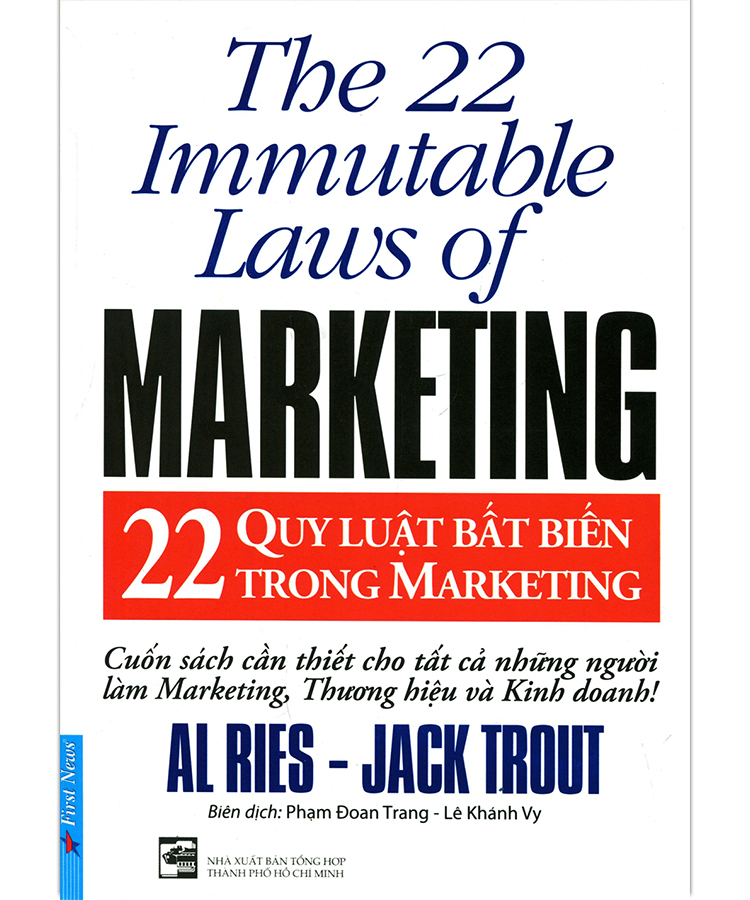 The 22
Immutable
Laws of
MARKETING
22 QUY LUẬT BẤT BIẾN
TRONG MARKETING
Cuốn sách cần thiết cho tất cả những người
làm Marketing, Thương hiệu và Kinh doanh!
AL RIES – JACK TROUT
Biên dịch: Phạm Đoan Trang - Lê Khánh Vy
First News
NHÀ XUẤT BẢN TỔNG HỢP
THÀNH PHỐ HỒ CHÍ MINH